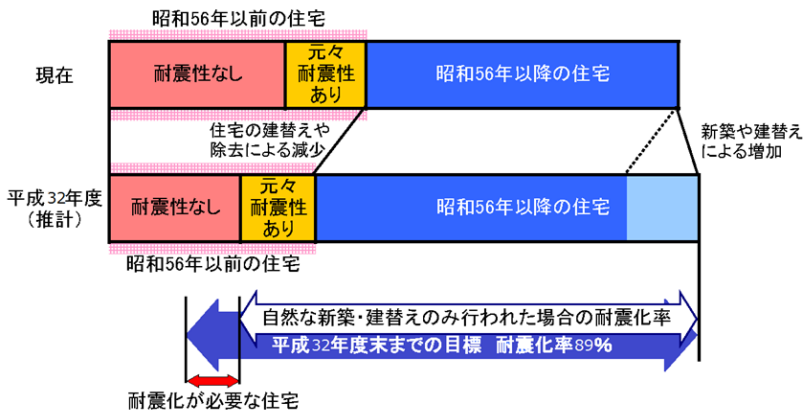 昭和56年以前の住宅
現在
耐震性なし
元々
耐震性
あり
昭和56年以降の住宅
住宅の建替えや
除去による減少
新築や建替え
による増加
平成32年度
(推計)
耐震性なし
元々
耐震性
あり
昭和56年以降の住宅
昭和56年以前の住宅
自然な新築・建替えのみ行われた場合の耐震化率
平成32年度末までの目標 耐震化率89%
耐震化が必要な住宅